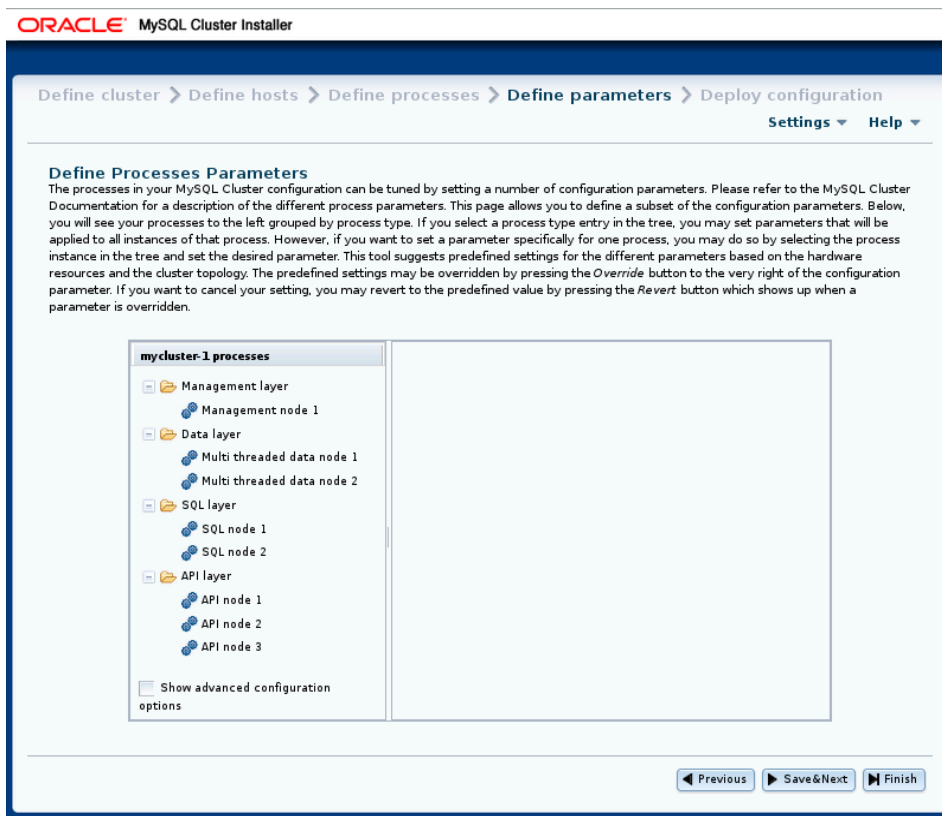 ORACLE® MySQL Cluster Installer
Define cluster > Define hosts > Define processes > Define parameters > Deploy configuration
Settings Help
Define Processes Parameters
The processes in your MySQL Cluster configuration can be tuned by setting a number of configuration parameters. Please refer to the MySQL Cluster
Documentation for a description of the different process parameters. This page allows you to define a subset of the configuration parameters. Below,
you will see your processes to the left grouped by process type. If you select a process type entry in the tree, you may set parameters that will be
applied to all instances of that process. However, if you want to set a parameter specifically for one process, you may do so by selecting the process
instance in the tree and set the desired parameter. This tool suggests predefined settings for the different parameters based on the hardware
resources and the cluster topology. The predefined settings may be overridden by pressing the Override button to the very right of the configuration
parameter. If you want to cancel your setting, you may revert to the predefined value by pressing the Revert button which shows up when a
parameter is overridden.
mycluster-1 processes
Management layer
Management node 1
Data layer
Multi threaded data node 1
Multi threaded data node 2
SQL layer
SQL node 1
SQL node 2
API layer
API node 1
API node 2
API node 3
Show advanced configuration
options
Previous Save&Next Finish